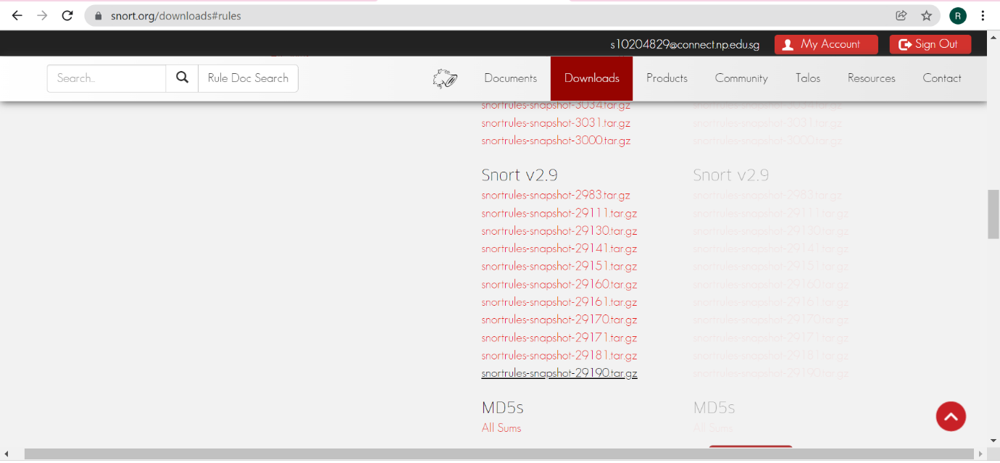 snort.org/downloads#rules
R
s10204829@connect.np.edu.sg
My Account
Sign Out
Search...
Rule Doc Search
Documents
Downloads
Products
Community
Talos
Resources
Contact
snortrules-snapshot-3034.tar.gz
snortrules-snapshot-3031.tar.gz
snortrules-snapshot-3000.tar.gz
Snort v2.9
snortrules-snapshot-2983.tar.gz
snortrules-snapshot-29111.tar.gz
snortrules-snapshot-29130.tar.gz
snortrules-snapshot-29141.tar.gz
snortrules-snapshot-29151.tar.gz
snortrules-snapshot-29160.tar.gz
snortrules-snapshot-29161.tar.gz
snortrules-snapshot-29170.tar.gz
snortrules-snapshot-29171.tar.gz
snortrules-snapshot-29181.tar.gz
snortrules-snapshot-29190.tar.gz
MD5s
All Sums
snortrules-snapshot-3034.tar.gz
snortrules-snapshot-3031.tar.gz
snortrules-snapshot-3000.tar.gz
Snort v2.9
snortrules-snapshot-2983.tar.gz
snortrules-snapshot-29111.tar.gz
snortrules-snapshot-29130.tar.gz
snortrules-snapshot-29141.tar.gz
snortrules-snapshot-29151.tar.gz
snortrules-snapshot-29160.tar.gz
snortrules-snapshot-29161.tar.gz
snortrules-snapshot-29170.tar.gz
snortrules-snapshot-29171.tar.gz
snortrules-snapshot-29181.tar.gz
snortrules-snapshot-29190.tar.gz
MD5s
All Sums